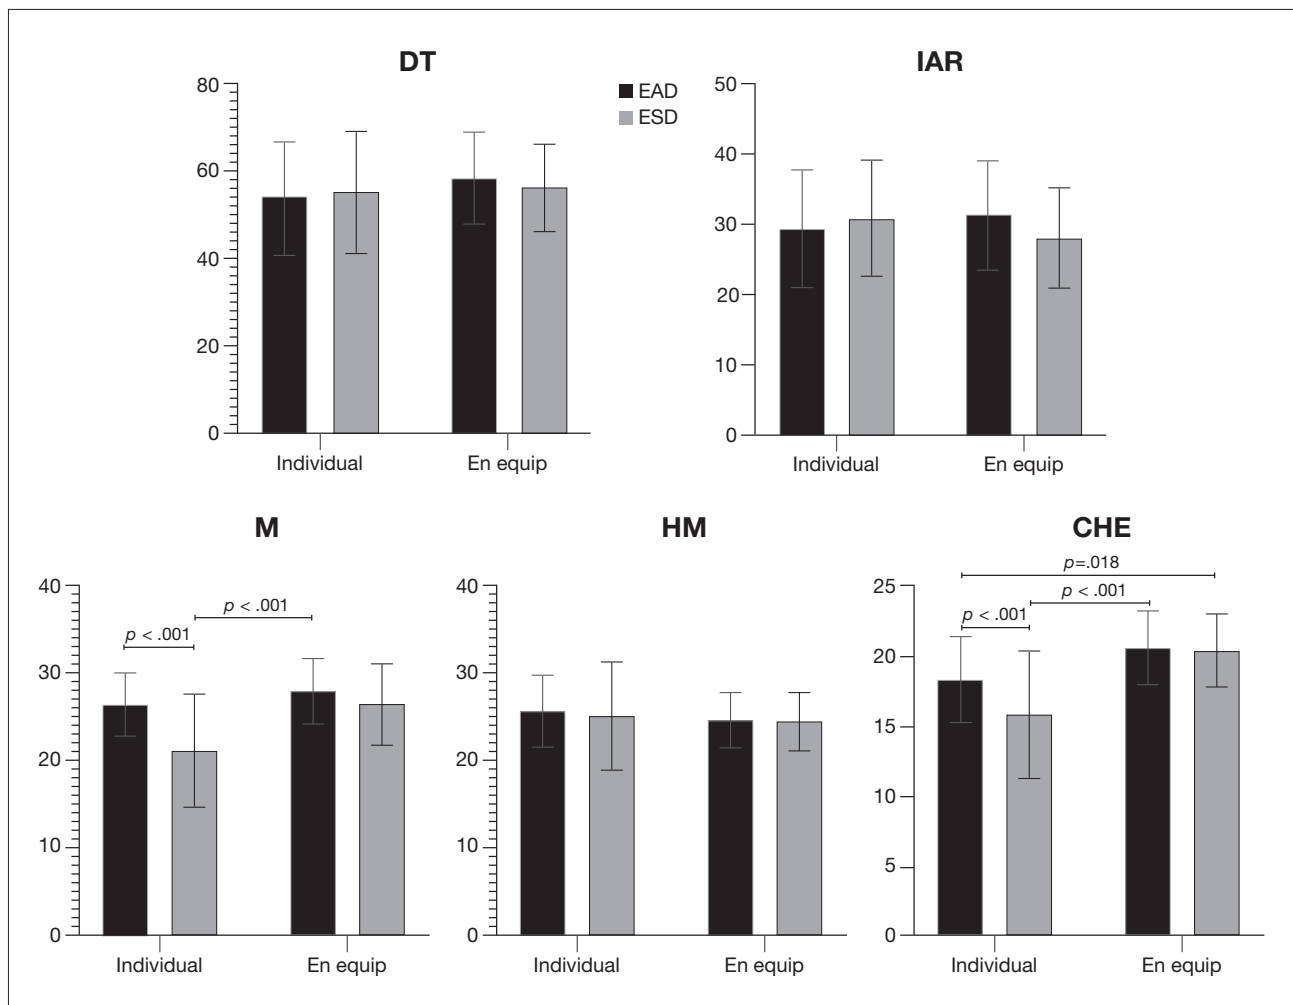 DT
80
60
40
20
0
Individual
En equip
EAD
ESD
IAR
50
40
30
20
10
0
Individual
En equip
M
40
30
20
10
0
p < .001
p < .001
Individual
En equip
HM
40
30
20
10
0
Individual
En equip
CHE
p=.018
p < .001
p < .001
25
20
15
10
5
0
Individual
En equip